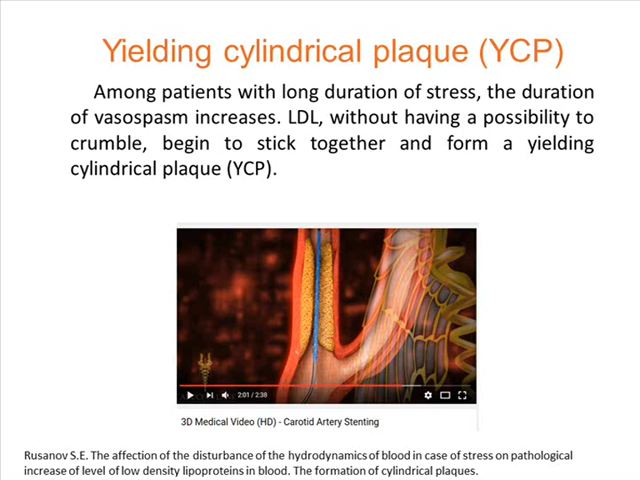 Yielding cylindrical plaque (YCP)
Among patients with long duration of stress, the duration
of vasospasm increases. LDL, without having a possibility to
crumble, begin to stick together and form a yielding
cylindrical plaque (YCP).
2:01 / 2:38
3D Medical Video (HD) - Carotid Artery Stenting
Rusanov S.E. The affection of the disturbance of the hydrodynamics of blood in case of stress on pathological
increase of level of low density lipoproteins in blood. The formation of cylindrical plaques.